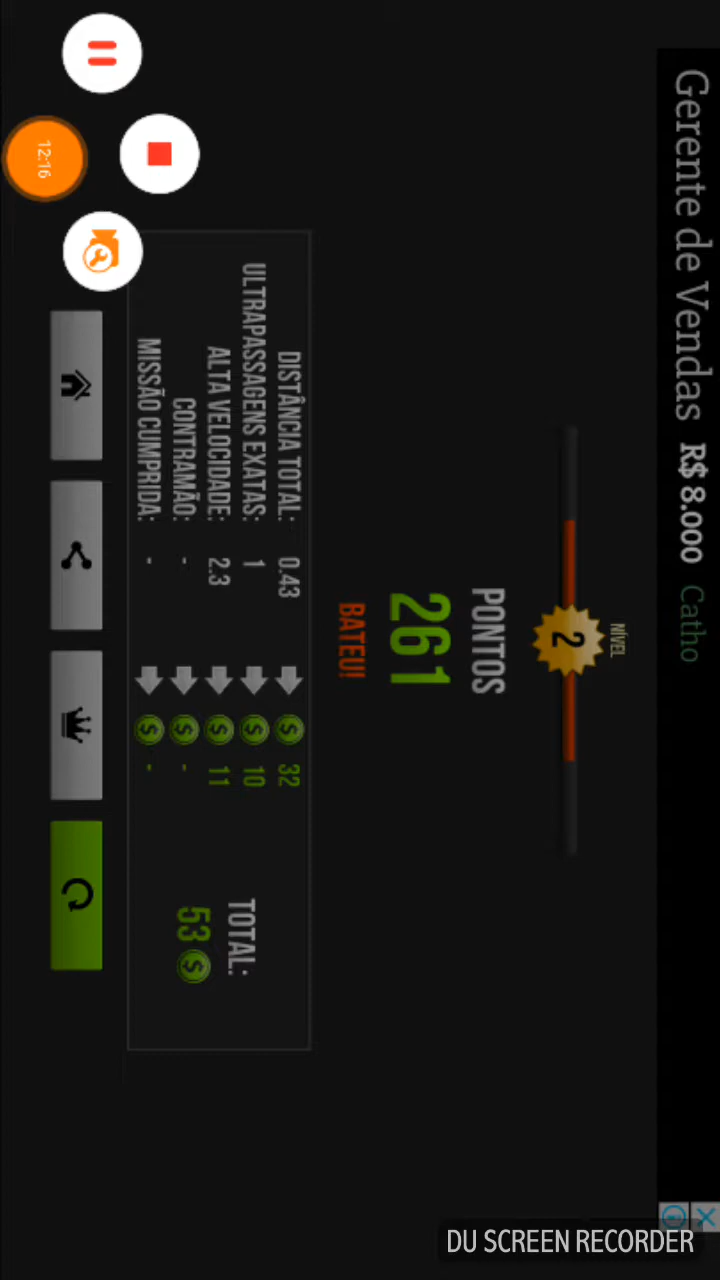 Gerente de Vendas R$ 8.000 Catho
NÍVEL
2
PONTOS
261
BATEU!
DISTÂNCIA TOTAL: 0.43 $ 32
ULTRAPASSAGENS EXATAS: 1 $ 10
ALTA VELOCIDADE: 2.3 $ 11
CONTRAMÃO: - $ -
MISSÃO CUMPRIDA: - $ -
TOTAL:
53 $
12:16
DU SCREEN RECORDER